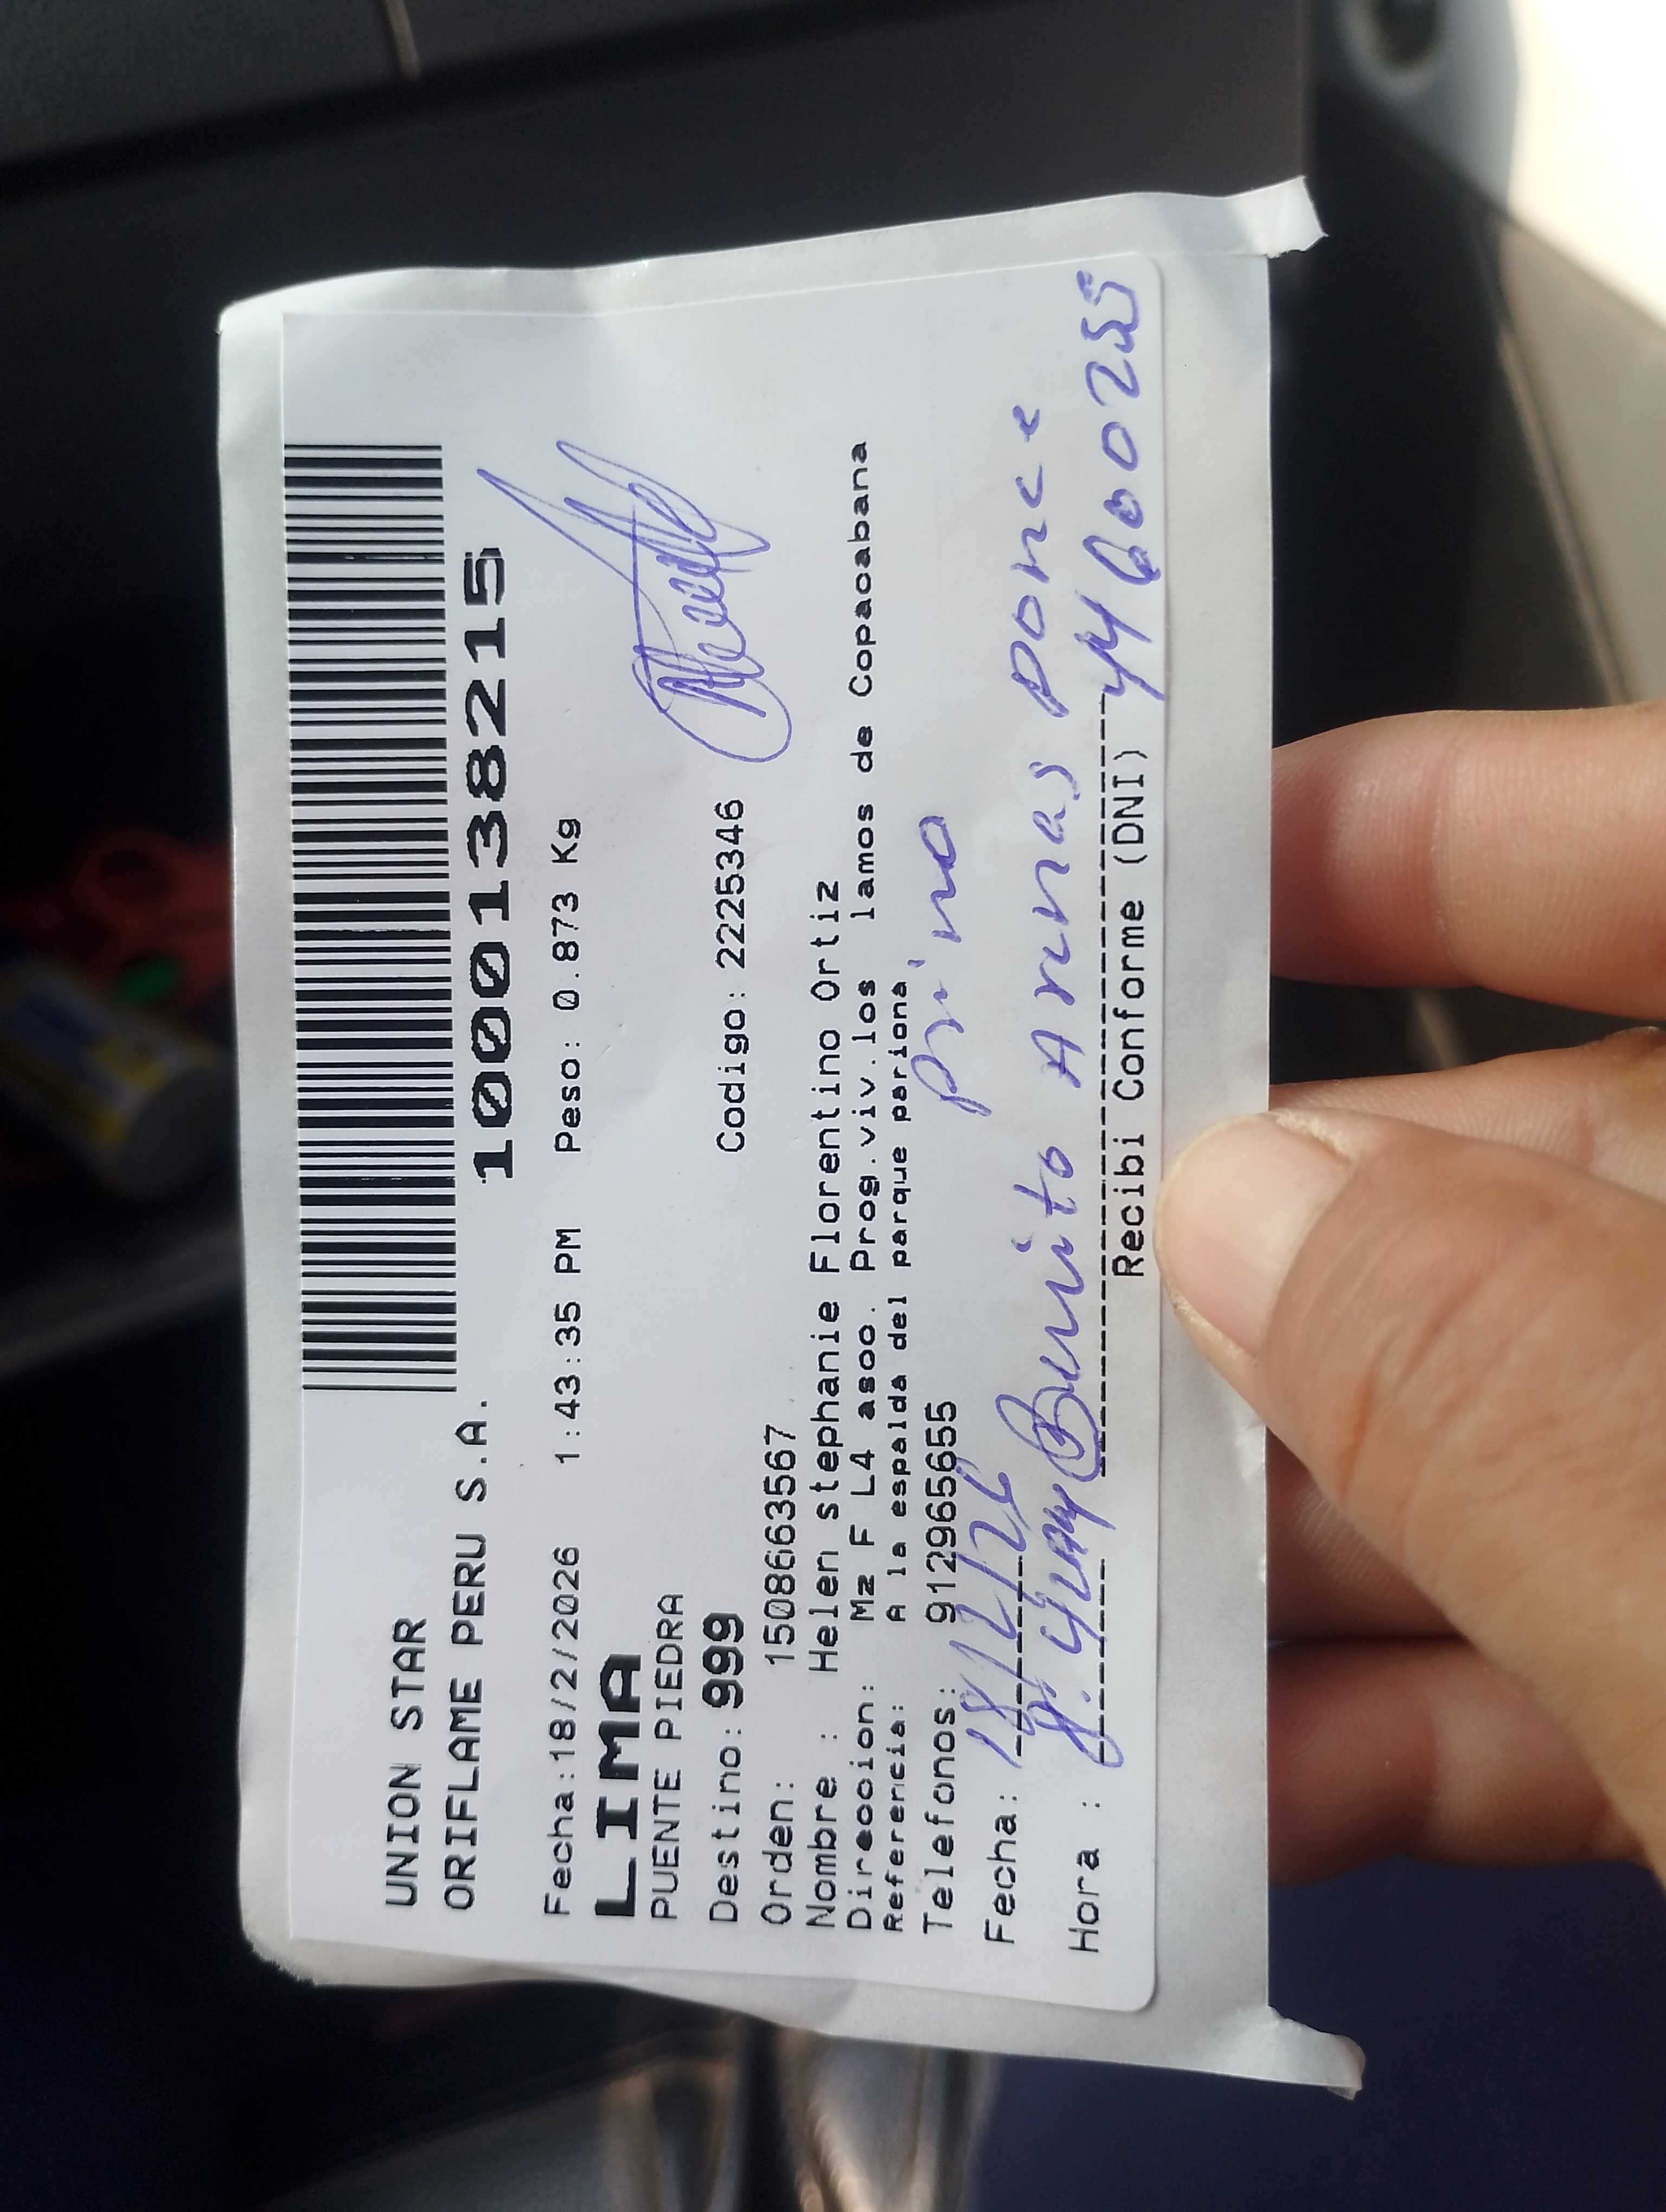 UNION STAR
ORIFLAME PERU S.A.
1000138215
Fecha:18/2/2026 1:43:35 PM Peso: 0.873 Kg
LIMA
PUENTE PIEDRA
Destino: 999 Codigo: 2225346
Orden: 1508663567
Nombre : Helen stephanie Florentino Ortiz
Direccion: Mz F L4 asoc. Prog.viv.los lamos de Copacabana
Referencia: A la espalda del parque pariona
Telefonos: 912965655 primo
Fecha: 18/2/26
Hora : Benito Armas Ponce
Recibi Conforme (DNI)